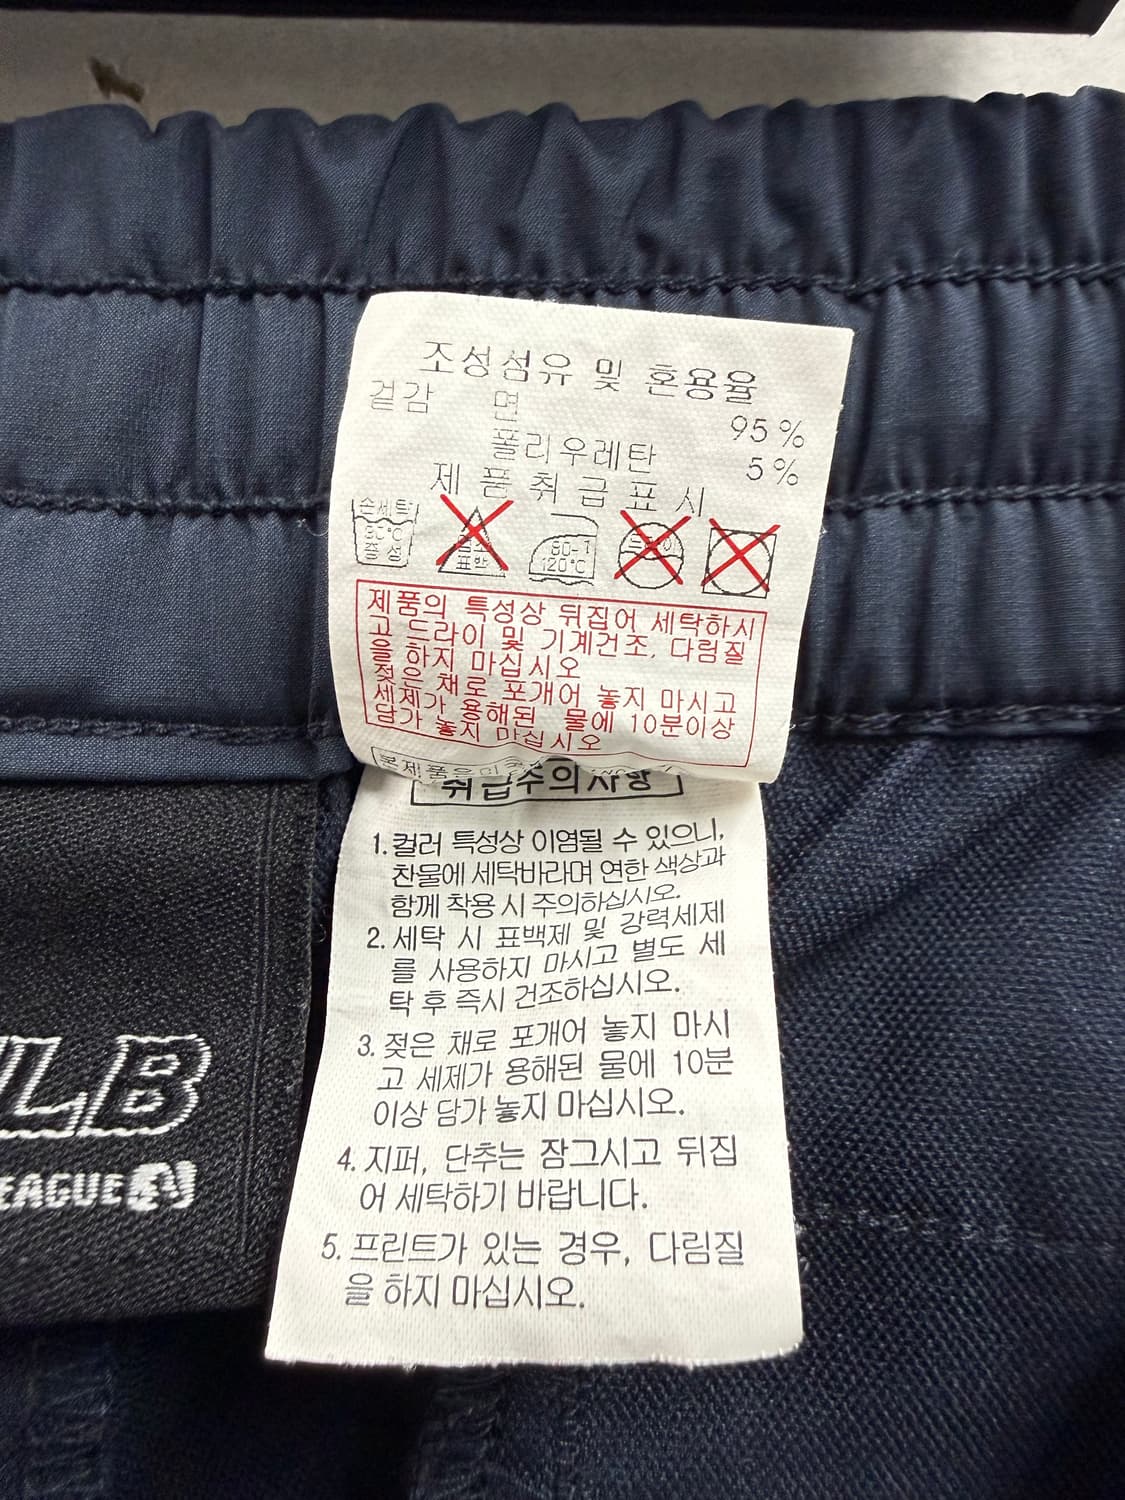 조성섬유 및 혼용율
겉감 면 95%
폴리우레탄 5%
제 품 취 급 표 시
손세탁
30℃
중성
표백
80-1
120℃
드라이
제품의 특성상 뒤집어 세탁하시
고 드라이 및 기계건조, 다림질
을 하지 마십시오
젖은 채로 포개어 놓지 마시고
세제가 용해된 물에 10분이상
담가 놓지 마십시오
본제품은
취급주의사항
1. 컬러 특성상 이염될 수 있으니,
찬물에 세탁바라며 연한 색상과
함께 착용 시 주의하십시오.
2. 세탁 시 표백제 및 강력세제
를 사용하지 마시고 별도 세
탁 후 즉시 건조하십시오.
3. 젖은 채로 포개어 놓지 마시
고 세제가 용해된 물에 10분
이상 담가 놓지 마십시오.
4. 지퍼, 단추는 잠그시고 뒤집
어 세탁하기 바랍니다.
5. 프린트가 있는 경우, 다림질
을 하지 마십시오.
LB
EAGUE